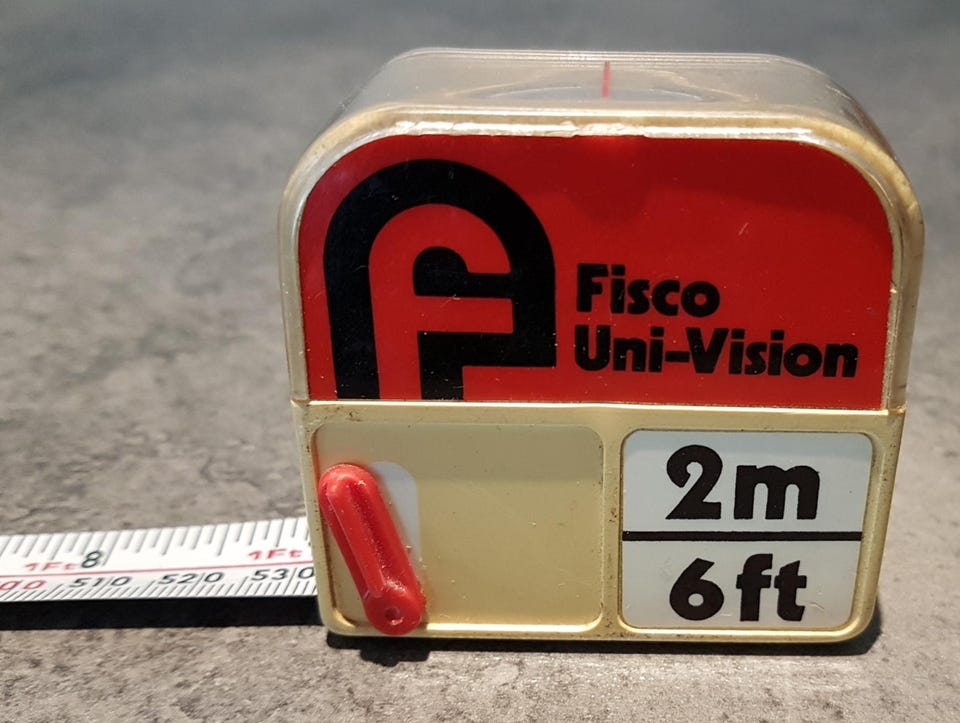 Fisco
Uni-Vision
2m
6ft
1Ft 8 1Ft
510 520 530